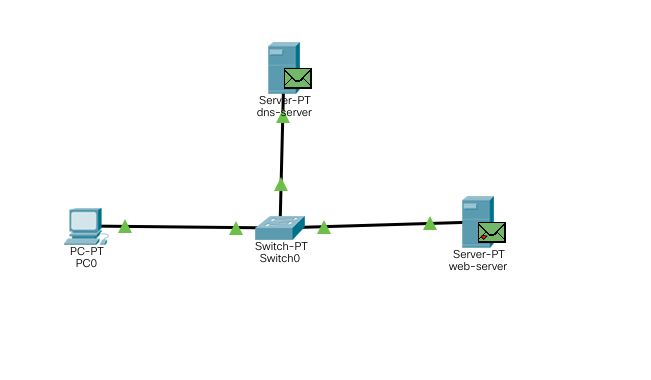 Server-PT
dns-server
PC-PT
PC0
Switch-PT
Switch0
Server-PT
web-server